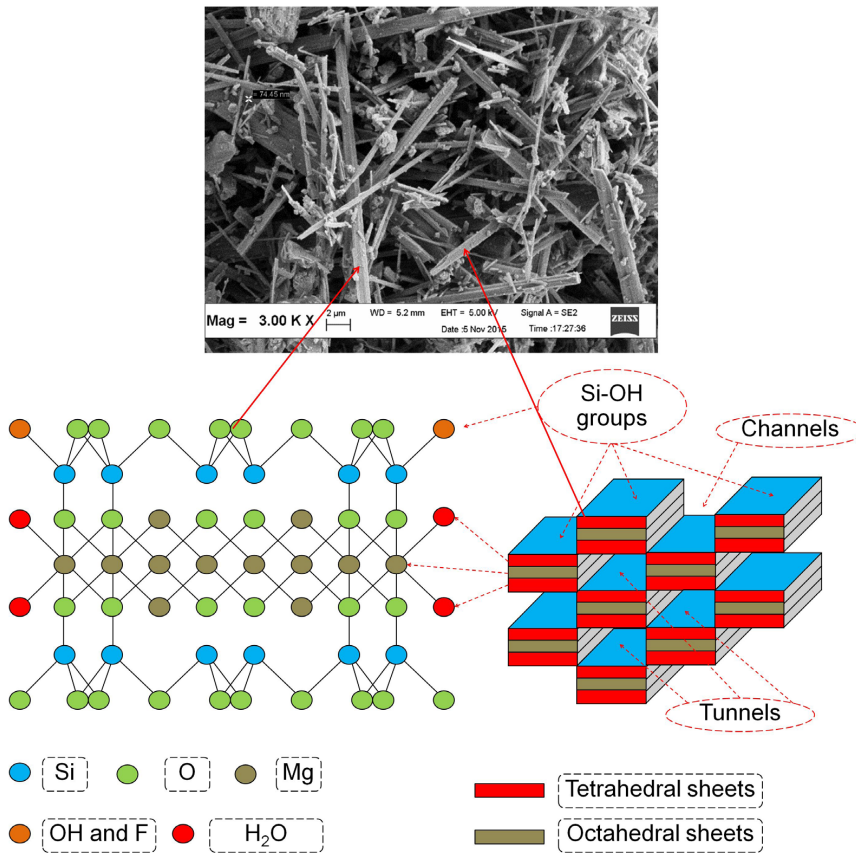 = 74.45 nm
Mag = 3.00 K X
2 µm
WD = 5.2 mm
EHT = 5.00 kV
Signal A = SE2
Date :5 Nov 2015
Time :17:27:36
ZEISS
Si-OH
groups
Channels
Tunnels
Si
O
Mg
OH and F
H₂O
Tetrahedral sheets
Octahedral sheets